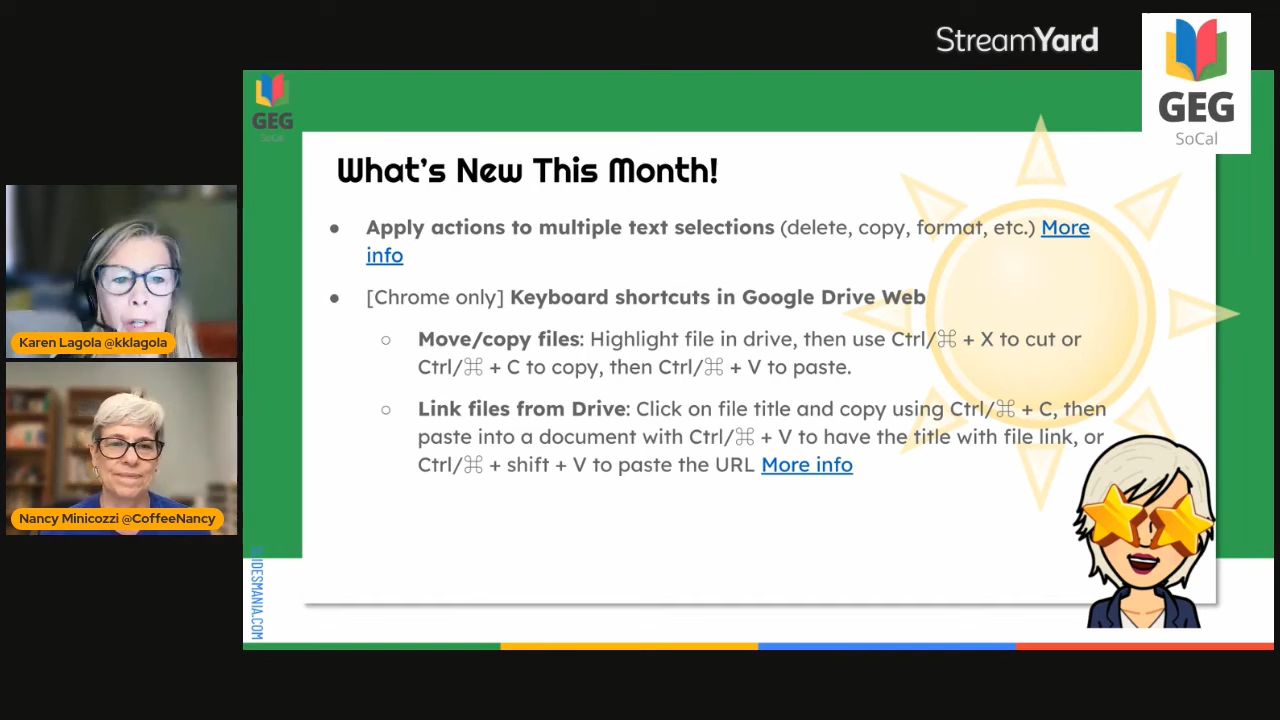 StreamYard
GEG
SoCal
GEG
SoCal
What's New This Month!
● Apply actions to multiple text selections (delete, copy, format, etc.) More
info
● [Chrome only] Keyboard shortcuts in Google Drive Web
○ Move/copy files: Highlight file in drive, then use Ctrl/⌘ + X to cut or
Ctrl/⌘ + C to copy, then Ctrl/⌘ + V to paste.
○ Link files from Drive: Click on file title and copy using Ctrl/⌘ + C, then
paste into a document with Ctrl/⌘ + V to have the title with file link, or
Ctrl/⌘ + shift + V to paste the URL More info
Karen Lagola @kklagola
Nancy Minicozzi @CoffeeNancy
SLIDESMANIA.COM